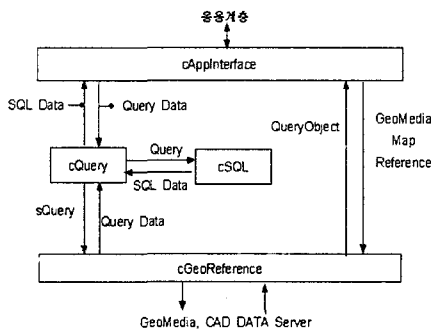 응용계층
cAppInterface
SQL Data
Query Data
QueryObject
GeoMedia
Map
Reference
cQuery
Query
cSQL
SQL Data
sQuery
Query Data
cGeoReference
GeoMedia, CAD DATA Server